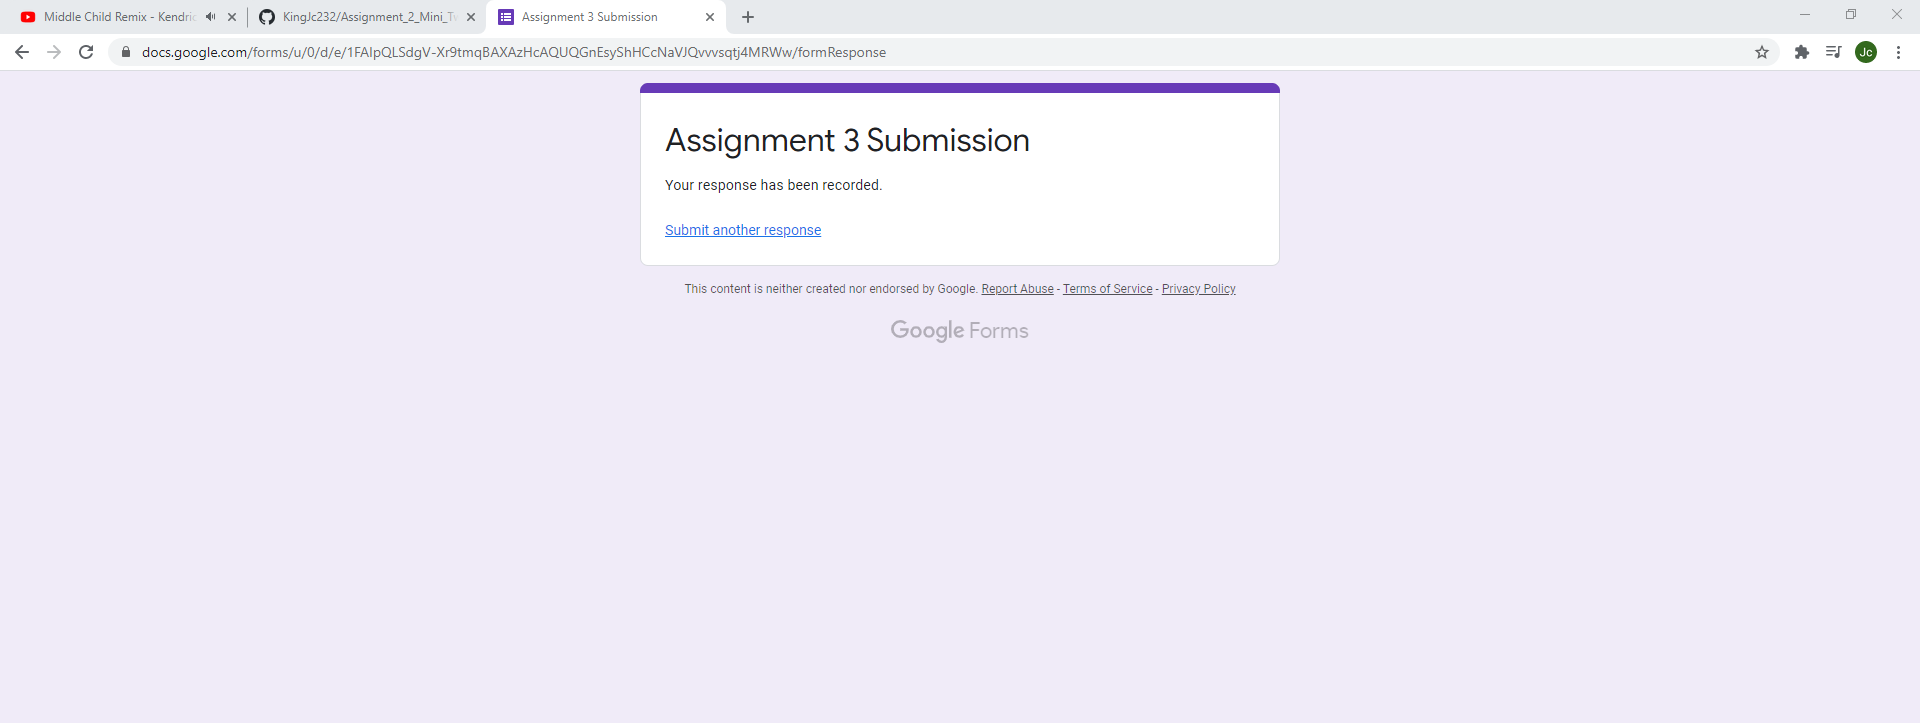 Middle Child Remix - Kendric
KingJc232/Assignment_2_Mini_Tw
Assignment 3 Submission
docs.google.com/forms/u/0/d/e/1FAIpQLSdgV-Xr9tmqBAXAzHcAQUQGnEsyShHCcNaVJQvvvsqtj4MRWw/formResponse
Jc
Assignment 3 Submission
Your response has been recorded.
Submit another response
This content is neither created nor endorsed by Google. Report Abuse - Terms of Service - Privacy Policy
Google Forms